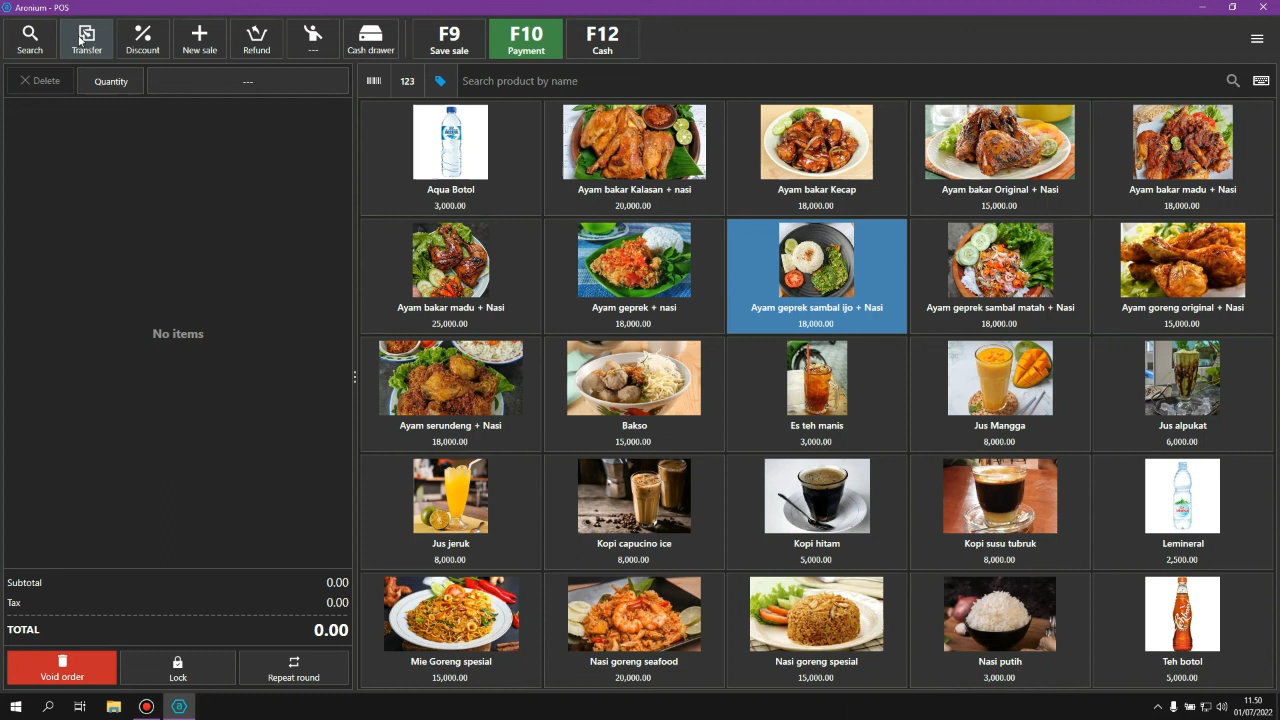 Aronium - POS
Search
Transfer
Discount
New sale
Refund
---
Cash drawer
F9
Save sale
F10
Payment
F12
Cash
Delete
Quantity
---
123
Search product by name
No items
Aqua Botol
3,000.00
Ayam bakar Kalasan + nasi
20,000.00
Ayam bakar Kecap
18,000.00
Ayam bakar Original + Nasi
15,000.00
Ayam bakar madu + Nasi
18,000.00
Ayam bakar madu + Nasi
25,000.00
Ayam geprek + nasi
18,000.00
Ayam geprek sambal ijo + Nasi
18,000.00
Ayam geprek sambal matah + Nasi
18,000.00
Ayam goreng original + Nasi
15,000.00
Ayam serundeng + Nasi
18,000.00
Bakso
15,000.00
Es teh manis
3,000.00
Jus Mangga
8,000.00
Jus alpukat
6,000.00
Jus jeruk
8,000.00
Kopi capucino ice
8,000.00
Kopi hitam
5,000.00
Kopi susu tubruk
8,000.00
Lemineral
2,500.00
Mie Goreng spesial
15,000.00
Nasi goreng seafood
20,000.00
Nasi goreng spesial
15,000.00
Nasi putih
3,000.00
Teh botol
5,000.00
Subtotal 0.00
Tax 0.00
TOTAL 0.00
Void order
Lock
Repeat round
11.50
01/07/2022